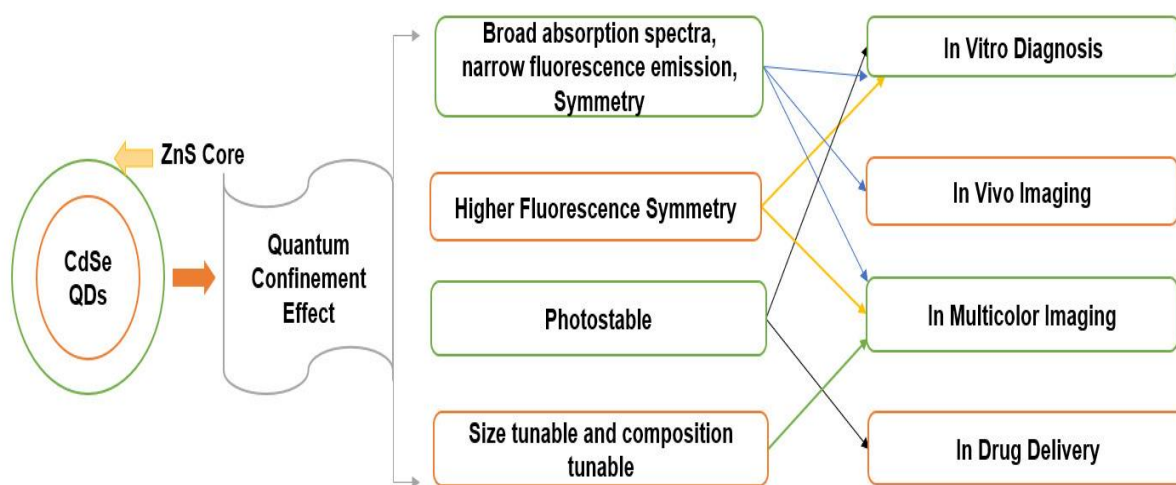 ZnS Core
CdSe
QDs
Quantum
Confinement
Effect
Broad absorption spectra,
narrow fluorescence emission,
Symmetry
Higher Fluorescence Symmetry
Photostable
Size tunable and composition
tunable
In Vitro Diagnosis
In Vivo Imaging
In Multicolor Imaging
In Drug Delivery